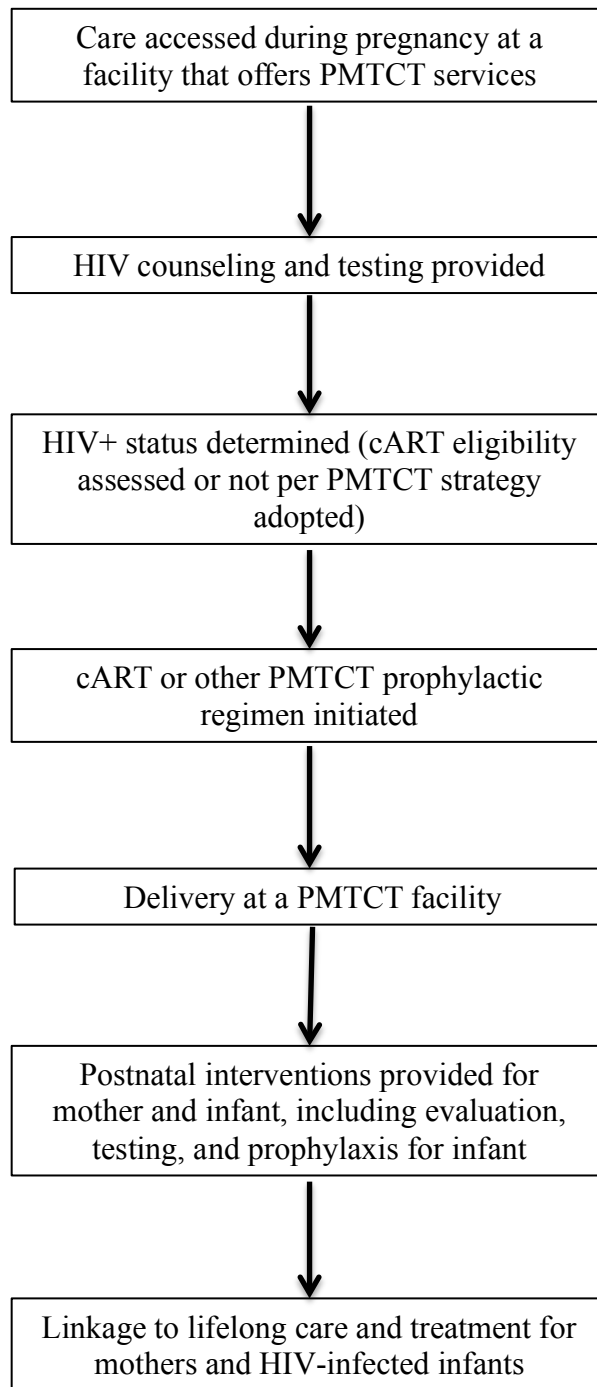 Care accessed during pregnancy at a
facility that offers PMTCT services
HIV counseling and testing provided
HIV+ status determined (cART eligibility
assessed or not per PMTCT strategy
adopted)
cART or other PMTCT prophylactic
regimen initiated
Delivery at a PMTCT facility
Postnatal interventions provided for
mother and infant, including evaluation,
testing, and prophylaxis for infant
Linkage to lifelong care and treatment for
mothers and HIV-infected infants